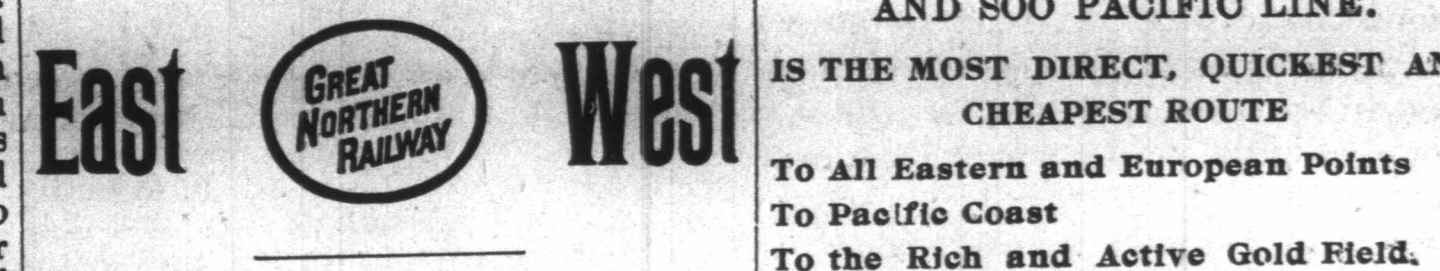 East
GREAT
NORTHERN
RAILWAY
West
AND SOO PACIFIC LINE.
IS THE MOST DIRECT, QUICKEST
CHEAPEST ROUTE
To All Eastern and European Points
To Pacific Coast
To the Rich and Active Gold Field